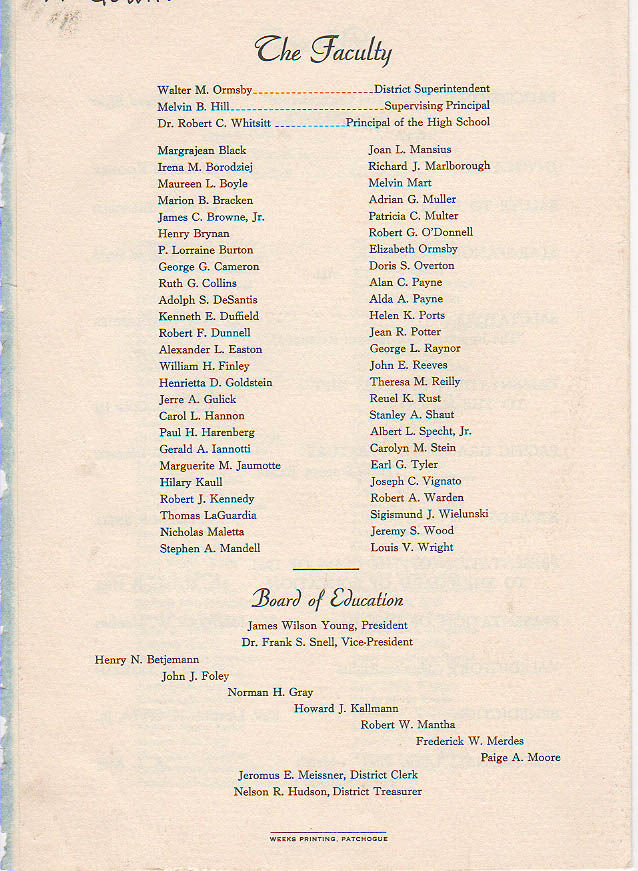 The Faculty
Walter M. Ormsby_____________________District Superintendent
Melvin B. Hill___________________________Supervising Principal
Dr. Robert C. Whitsitt ____________Principal of the High School
Margrajean Black
Irena M. Borodziej
Maureen L. Boyle
Marion B. Bracken
James C. Browne, Jr.
Henry Brynan
P. Lorraine Burton
George G. Cameron
Ruth G. Collins
Adolph S. DeSantis
Kenneth E. Duffield
Robert F. Dunnell
Alexander L. Easton
William H. Finley
Henrietta D. Goldstein
Jerre A. Gulick
Carol L. Hannon
Paul H. Harenberg
Gerald A. Iannotti
Marguerite M. Jaumotte
Hilary Kaull
Robert J. Kennedy
Thomas LaGuardia
Nicholas Maletta
Stephen A. Mandell
Joan L. Mansius
Richard J. Marlborough
Melvin Mart
Adrian G. Muller
Patricia C. Multer
Robert G. O'Donnell
Elizabeth Ormsby
Doris S. Overton
Alan C. Payne
Alda A. Payne
Helen K. Ports
Jean R. Potter
George L. Raynor
John E. Reeves
Theresa M. Reilly
Reuel K. Rust
Stanley A. Shaut
Albert L. Specht, Jr.
Carolyn M. Stein
Earl G. Tyler
Joseph C. Vignato
Robert A. Warden
Sigismund J. Wielunski
Jeremy S. Wood
Louis V. Wright
Board of Education
James Wilson Young, President
Dr. Frank S. Snell, Vice-President
Henry N. Betjemann
John J. Foley
Norman H. Gray
Howard J. Kallmann
Robert W. Mantha
Frederick W. Merdes
Paige A. Moore
Jeromus E. Meissner, District Clerk
Nelson R. Hudson, District Treasurer
WEEKS PRINTING, PATCHOGUE